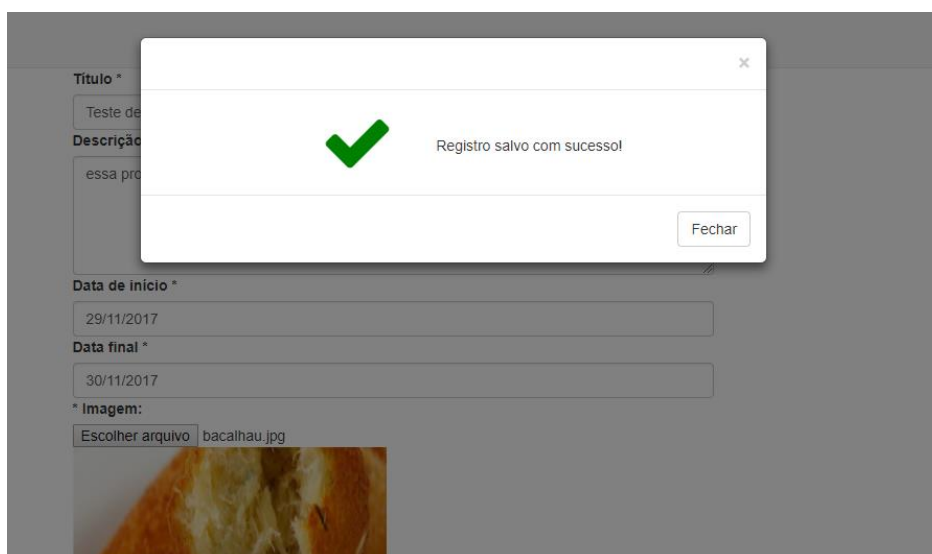 ×
Título *
Teste de
Registro salvo com sucesso!
Descrição
essa pro
Fechar
Data de início *
29/11/2017
Data final *
30/11/2017
* Imagem:
Escolher arquivo bacalhau.jpg